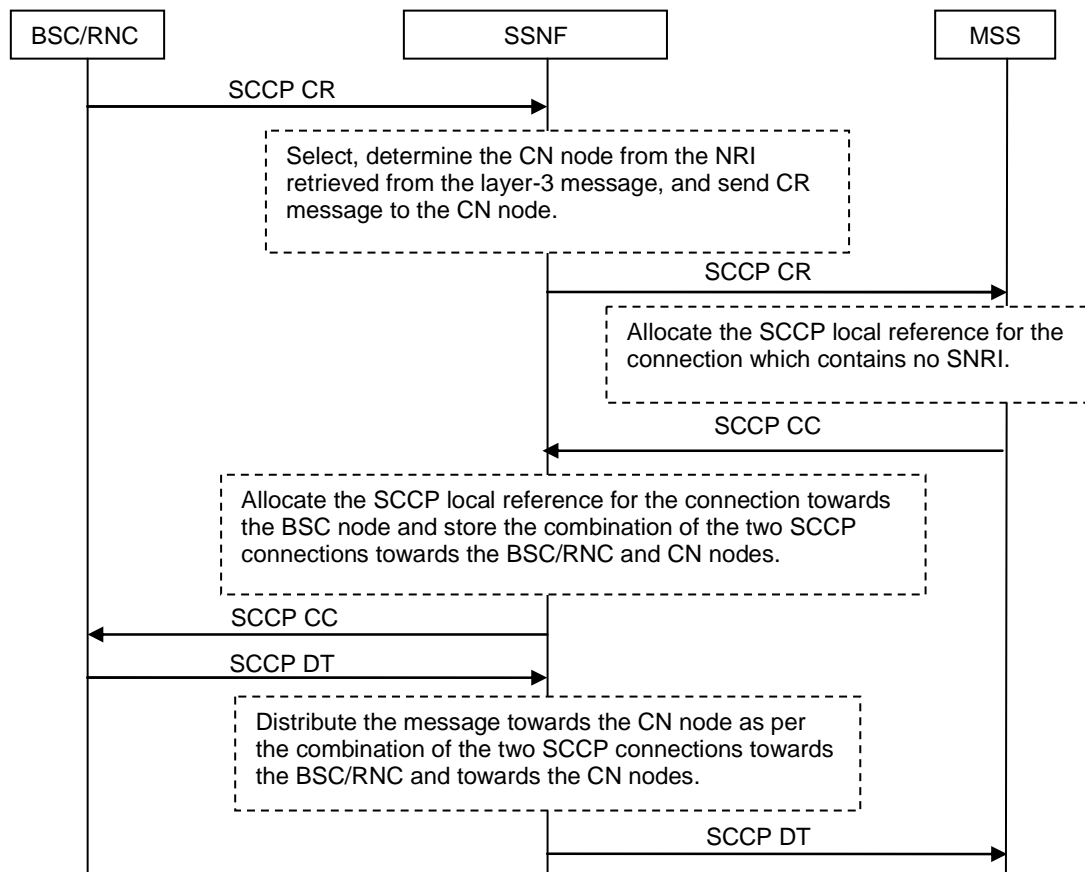 BSC/RNC
SSNF
MSS
SCCP CR
Select, determine the CN node from the NRI
retrieved from the layer-3 message, and send CR
message to the CN node.
SCCP CR
Allocate the SCCP local reference for the
connection which contains no SNRI.
SCCP CC
Allocate the SCCP local reference for the connection towards
the BSC node and store the combination of the two SCCP
connections towards the BSC/RNC and CN nodes.
SCCP CC
SCCP DT
Distribute the message towards the CN node as per
the combination of the two SCCP connections towards
the BSC/RNC and towards the CN nodes.
SCCP DT